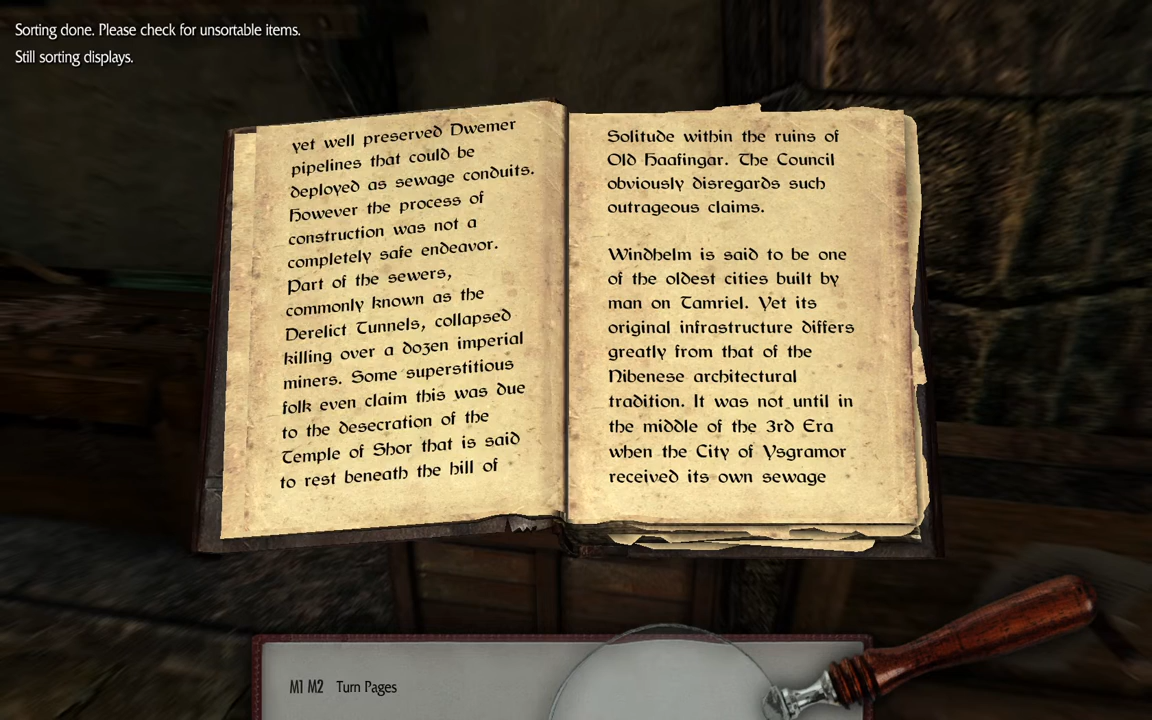 Sorting done. Please check for unsortable items.
Still sorting displays.
yet well preserved Dwemer
pipelines that could be
deployed as sewage conduits.
However the process of
construction was not a
completely safe endeavor.
Part of the sewers,
commonly known as the
Derelict Tunnels, collapsed
killing over a dozen imperial
miners. Some superstitious
folk even claim this was due
to the desecration of the
Temple of Shor that is said
to rest beneath the hill of
Solitude within the ruins of
Old Haafingar. The Council
obviously disregards such
outrageous claims.
Windhelm is said to be one
of the oldest cities built by
man on Tamriel. Yet its
original infrastructure differs
greatly from that of the
Nibenese architectural
tradition. It was not until in
the middle of the 3rd Era
when the City of Ysgramor
received its own sewage
M1 M2 Turn Pages